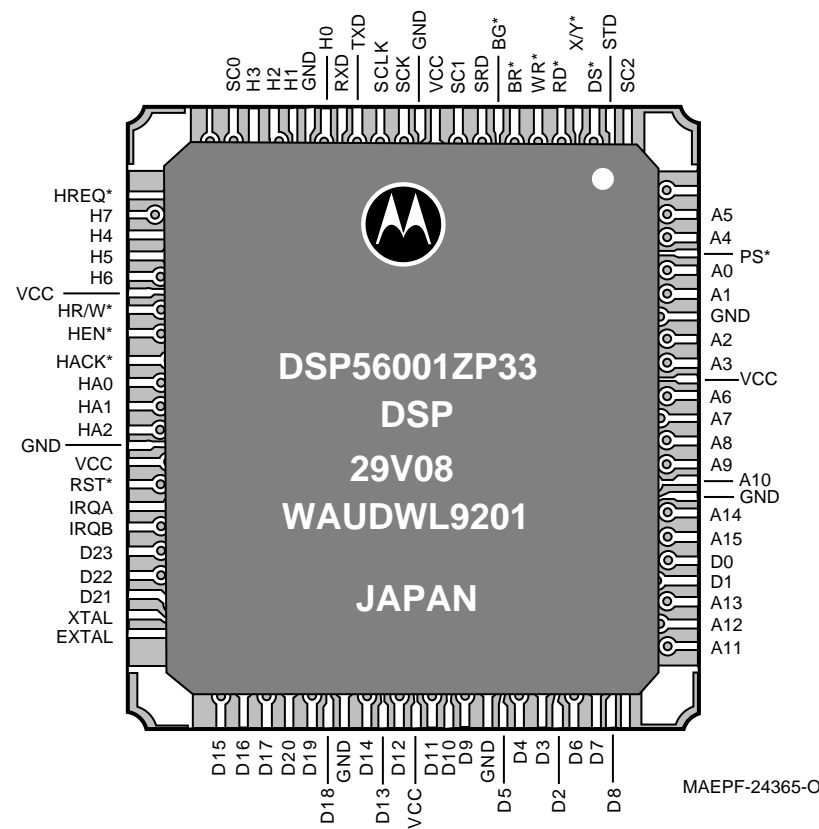 SC0
H3
H2
H1
GND
H0
RXD
TXD
SCLK
SCK
GND
VCC
SC1
SRD
BG*
BR*
WR*
RD*
X/Y*
DS*
STD
SC2
HREQ*
H7
H4
H5
H6
VCC
HR/W*
HEN*
HACK*
HA0
HA1
HA2
GND
VCC
RST*
IRQA
IRQB
D23
D22
D21
XTAL
EXTAL
DSP56001ZP33
DSP
29V08
WAUDWL9201
JAPAN
A5
A4
PS*
A0
A1
GND
A2
A3
VCC
A6
A7
A8
A9
A10
GND
A14
A15
D0
D1
A13
A12
A11
D15
D16
D17
D20
D19
D18
GND
D14
D13
D12
VCC
D11
D10
D9
GND
D5
D4
D3
D2
D6
D7
D8
MAEPF-24365-O